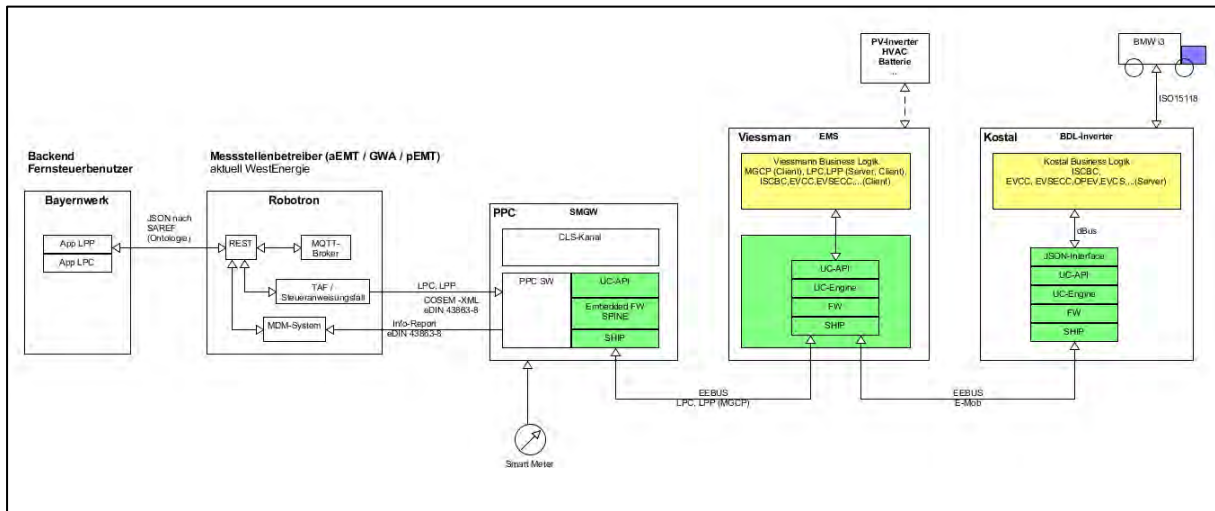 Backend
Fernsteuerbenutzer
Bayernwerk
App LPP
App LPC
JSON nach
SAREF
(Ontologie)
Messstellenbetreiber (aEMT / GWA / pEMT)
aktuell WestEnergie
Robotron
REST
MQTT-
Broker
TAF /
Steueranweisungsfall
MDM-System
LPC, LPP
COSEM -XML
eDIN 43863-8
Info-Report
eDIN 43863-8
PPC
SMGW
CLS-Kanal
PPC SW
UC-API
Embedded FW
SPINE
SHIP
Smart Meter
EEBUS
LPC, LPP (MGCP)
PV-Inverter
HVAC
Batterie
...
Viessman
EMS
Viessmann Business Logik
MGCP (Client), LPC,LPP (Server, Client),
ISCBC,EVCC,EVSECC,...(Client)
UC-API
UC-Engine
FW
SHIP
EEBUS
E-Mob
BMW i3
ISO15118
Kostal
BDL-Inverter
Kostal Business Logik
ISCBC,
EVCC, EVSECC,OPEV,EVCS,...(Server)
dBus
JSON-Interface
UC-API
UC-Engine
FW
SHIP